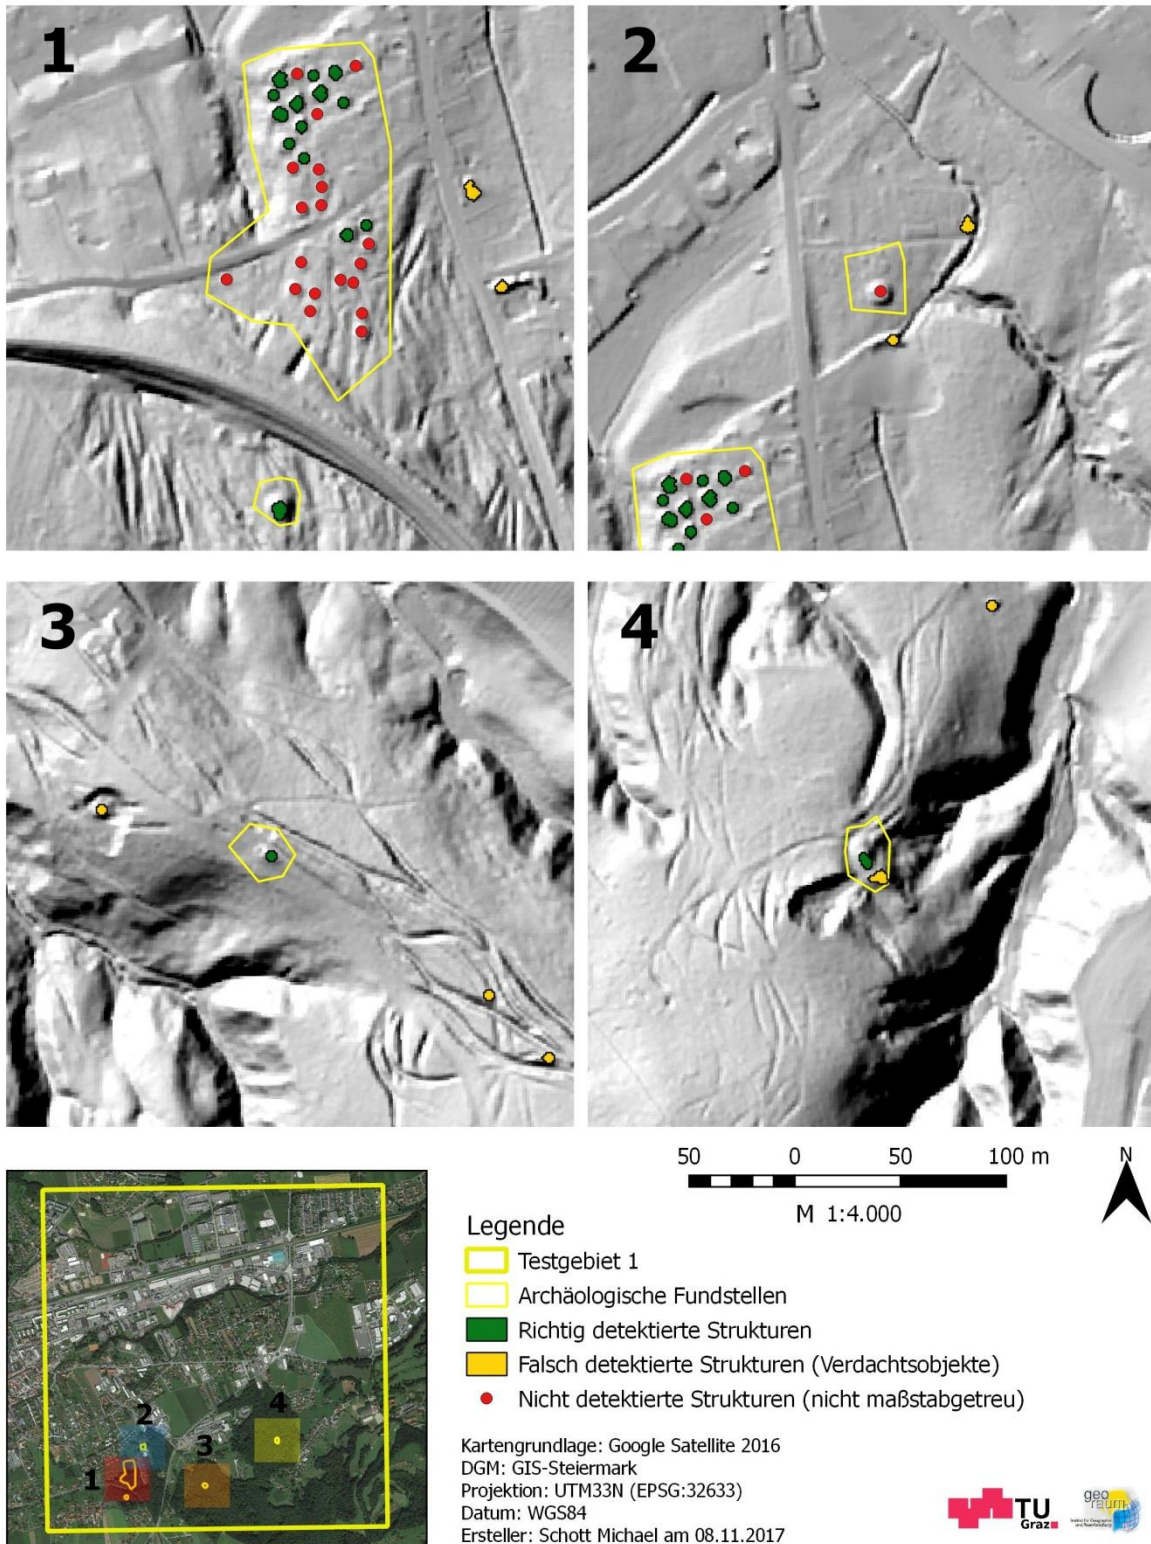 1
2
3
4
50 0 50 100 m
M 1:4.000
N
Legende
Testgebiet 1
Archäologische Fundstellen
Richtig detektierte Strukturen
Falsch detektierte Strukturen (Verdachtsobjekte)
Nicht detektierte Strukturen (nicht maßstabgetreu)
2
4
3
1
Kartengrundlage: Google Satellite 2016
DGM: GIS-Steiermark
Projektion: UTM33N (EPSG:32633)
Datum: WGS84
Ersteller: Schott Michael am 08.11.2017
TU
Graz
geo
raum